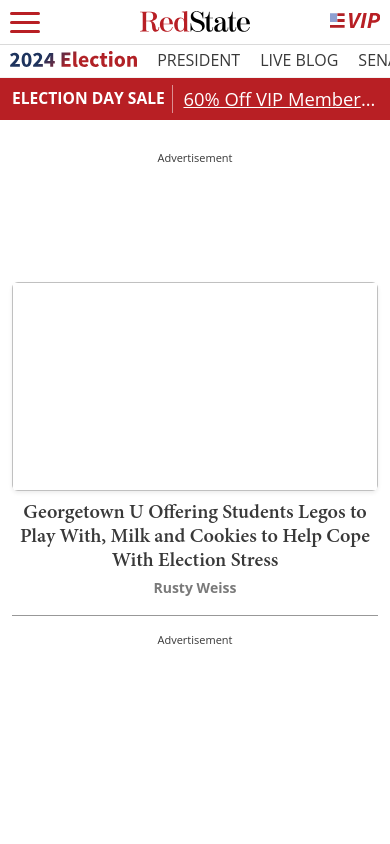 RedState
VIP
2024 Election PRESIDENT LIVE BLOG SENA
ELECTION DAY SALE 60% Off VIP Member...
Advertisement
Georgetown U Offering Students Legos to
Play With, Milk and Cookies to Help Cope
With Election Stress
Rusty Weiss
Advertisement